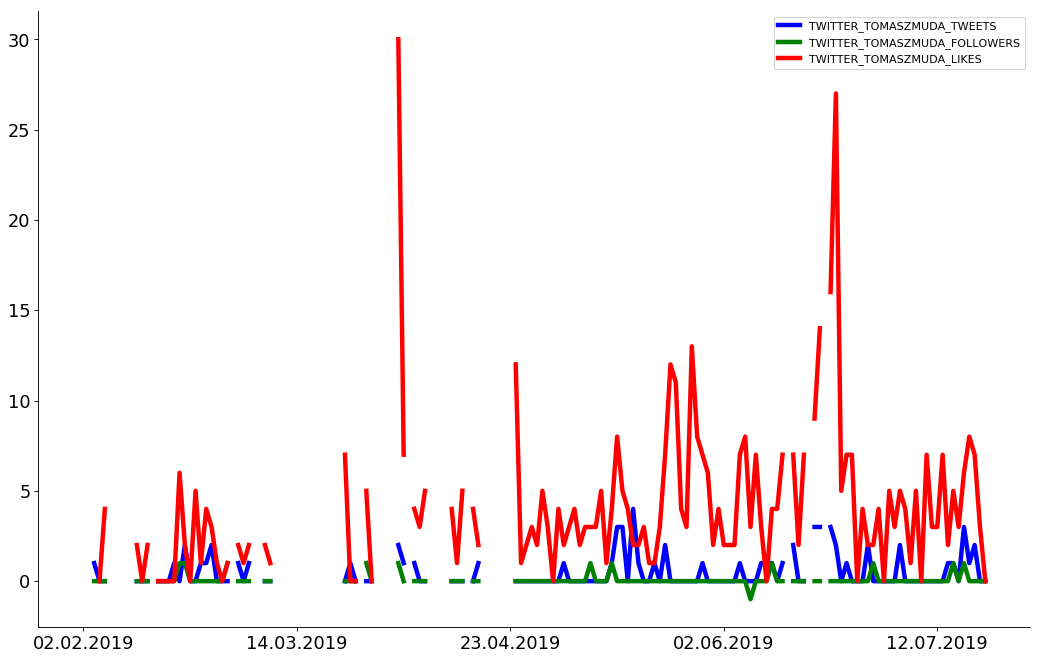 TWITTER_TOMASZMUDA_TWEETS
TWITTER_TOMASZMUDA_FOLLOWERS
TWITTER_TOMASZMUDA_LIKES
30
25
20
15
10
5
0
02.02.2019 14.03.2019 23.04.2019 02.06.2019 12.07.2019